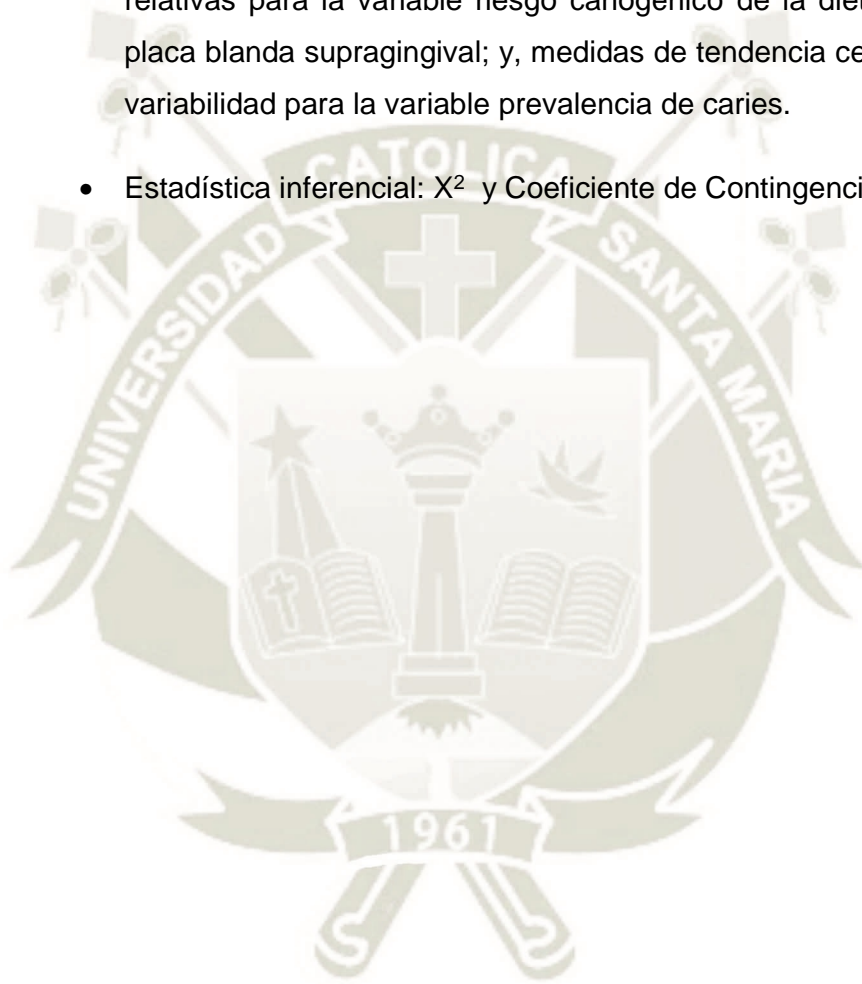 relativas para la variable riesgo cariogénico de la diet
placa blanda supragingival; y, medidas de tendencia ce
variabilidad para la variable prevalencia de caries.
• Estadística inferencial: X² y Coeficiente de Contingenci
UNIVERSIDAD CATOLICA SANTA MARIA
1961